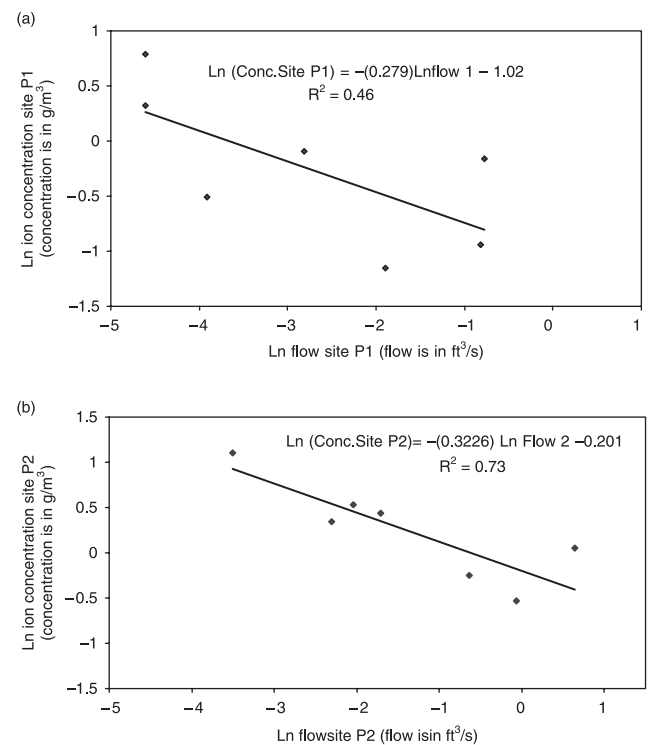 (a)
Ln ion concentration site P1
(concentration is in g/m³)
1
0.5
0
−0.5
−1
−1.5
Ln (Conc.Site P1) = −(0.279)Lnflow 1 − 1.02
R² = 0.46
−5 −4 −3 −2 −1 0 1
Ln flow site P1 (flow is in ft³/s)
(b)
Ln ion concentration site P2
(concentration is in g/m³)
1.5
1
0.5
0
−0.5
−1
−1.5
Ln (Conc.Site P2)= −(0.3226) Ln Flow 2 −0.201
R² = 0.73
−5 −4 −3 −2 −1 0 1
Ln flowsite P2 (flow isin ft³/s)